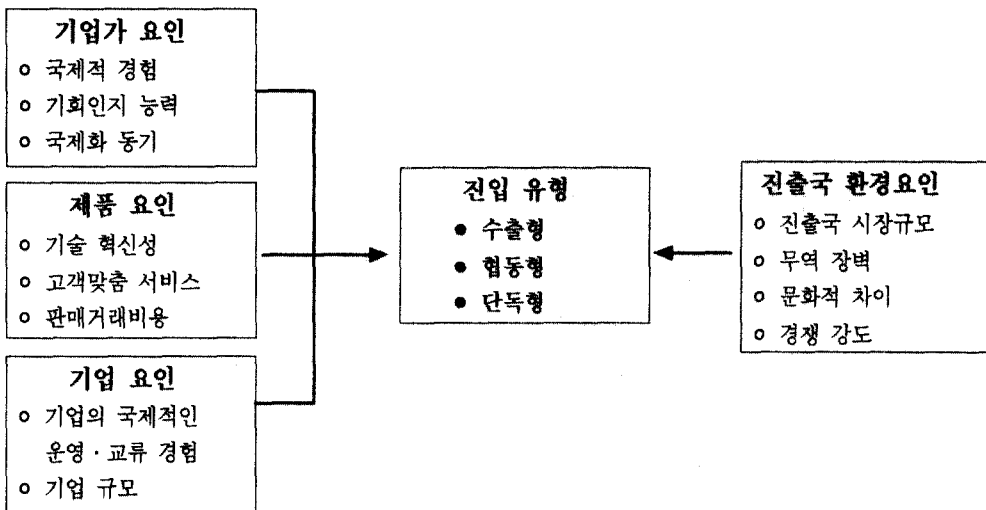 기업가 요인
o 국제적 경험
o 기회인지 능력
o 국제화 동기
제품 요인
o 기술 혁신성
o 고객맞춤 서비스
o 판매거래비용
기업 요인
o 기업의 국제적인
운영·교류 경험
o 기업 규모
진입 유형
● 수출형
● 협동형
● 단독형
진출국 환경요인
o 진출국 시장규모
o 무역 장벽
o 문화적 차이
o 경쟁 강도